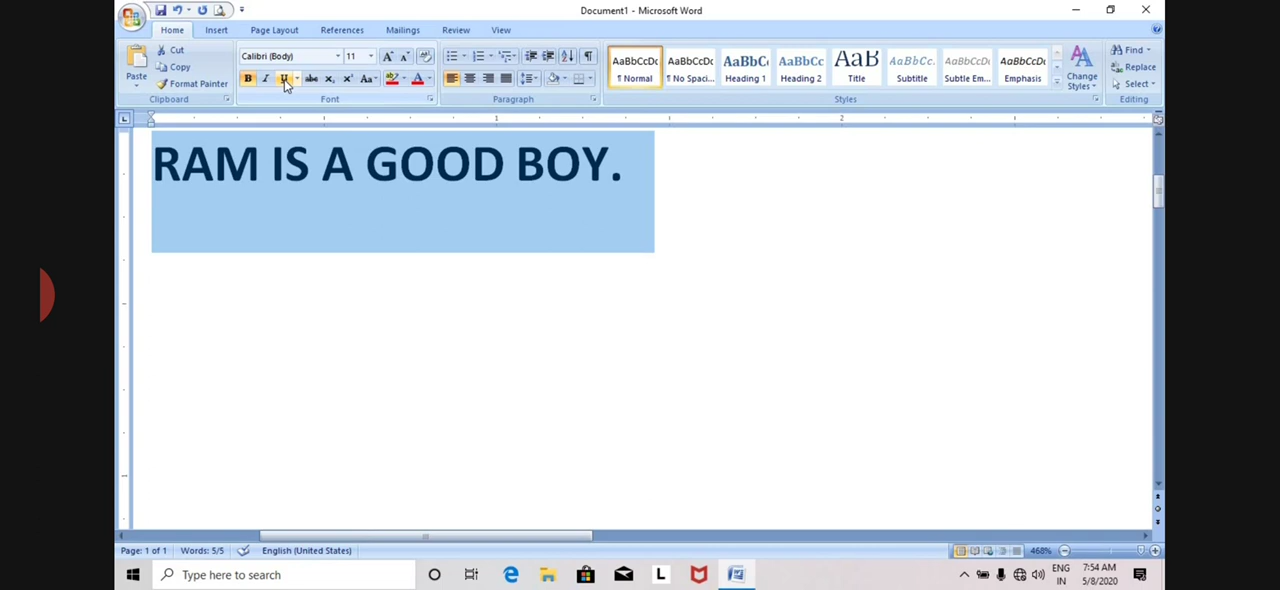 Document1 - Microsoft Word
Home Insert Page Layout References Mailings Review View
Paste
Cut
Copy
Format Painter
Clipboard
Calibri (Body) 11
Font
Paragraph
AaBbCcDc AaBbCcDc AaBbC AaBbCc AaB AaBbCc. AaBbCcDc AaBbCcDc
¶ Normal ¶ No Spaci... Heading 1 Heading 2 Title Subtitle Subtle Em... Emphasis
Change Styles
Styles
Find
Replace
Select
Editing
1 2
RAM IS A GOOD BOY.
Page: 1 of 1 Words: 5/5 English (United States) 468%
Type here to search
ENG
IN
7:54 AM
5/8/2020